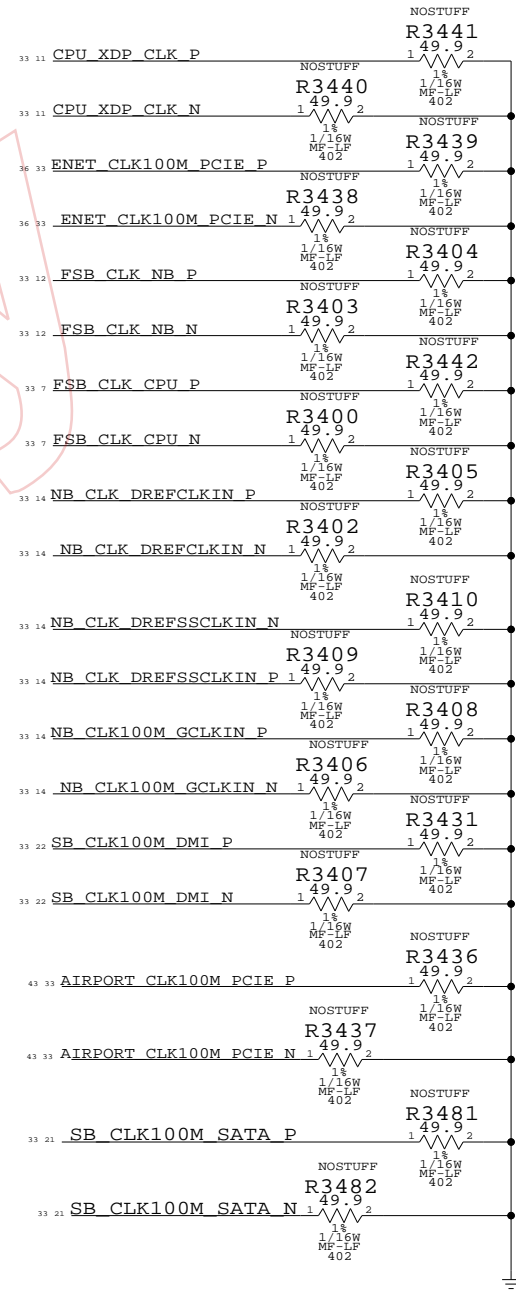 NOSTUFF
R3441
33 11 CPU_XDP_CLK_P 1 49.9 2
1%
1/16W
MF-LF
402
NOSTUFF
R3440
33 11 CPU_XDP_CLK_N 1 49.9 2
1%
1/16W
MF-LF
402
NOSTUFF
R3439
36 33 ENET_CLK100M_PCIE_P 1 49.9 2
1%
1/16W
MF-LF
402
NOSTUFF
R3438
36 33 ENET_CLK100M_PCIE_N 1 49.9 2
1%
1/16W
MF-LF
402
NOSTUFF
R3404
33 12 FSB_CLK_NB_P 1 49.9 2
1%
1/16W
MF-LF
402
NOSTUFF
R3403
33 12 FSB_CLK_NB_N 1 49.9 2
1%
1/16W
MF-LF
402
NOSTUFF
R3442
33 7 FSB_CLK_CPU_P 1 49.9 2
1%
1/16W
MF-LF
402
NOSTUFF
R3400
33 7 FSB_CLK_CPU_N 1 49.9 2
1%
1/16W
MF-LF
402
NOSTUFF
R3405
33 14 NB_CLK_DREFCLKIN_P 1 49.9 2
1%
1/16W
MF-LF
402
NOSTUFF
R3402
33 14 NB_CLK_DREFCLKIN_N 1 49.9 2
1%
1/16W
MF-LF
402
NOSTUFF
R3410
33 14 NB_CLK_DREFSSCLKIN_N 1 49.9 2
1%
1/16W
MF-LF
402
NOSTUFF
R3409
33 14 NB_CLK_DREFSSCLKIN_P 1 49.9 2
1%
1/16W
MF-LF
402
NOSTUFF
R3408
33 14 NB_CLK100M_GCLKIN_P 1 49.9 2
1%
1/16W
MF-LF
402
NOSTUFF
R3406
33 14 NB_CLK100M_GCLKIN_N 1 49.9 2
1%
1/16W
MF-LF
402
NOSTUFF
R3431
33 22 SB_CLK100M_DMI_P 1 49.9 2
1%
1/16W
MF-LF
402
NOSTUFF
R3407
33 22 SB_CLK100M_DMI_N 1 49.9 2
1%
1/16W
MF-LF
402
NOSTUFF
R3436
43 33 AIRPORT_CLK100M_PCIE_P 1 49.9 2
1%
1/16W
MF-LF
402
NOSTUFF
R3437
43 33 AIRPORT_CLK100M_PCIE_N 1 49.9 2
1%
1/16W
MF-LF
402
NOSTUFF
R3481
33 21 SB_CLK100M_SATA_P 1 49.9 2
1%
1/16W
MF-LF
402
NOSTUFF
R3482
33 21 SB_CLK100M_SATA_N 1 49.9 2
1%
1/16W
MF-LF
402